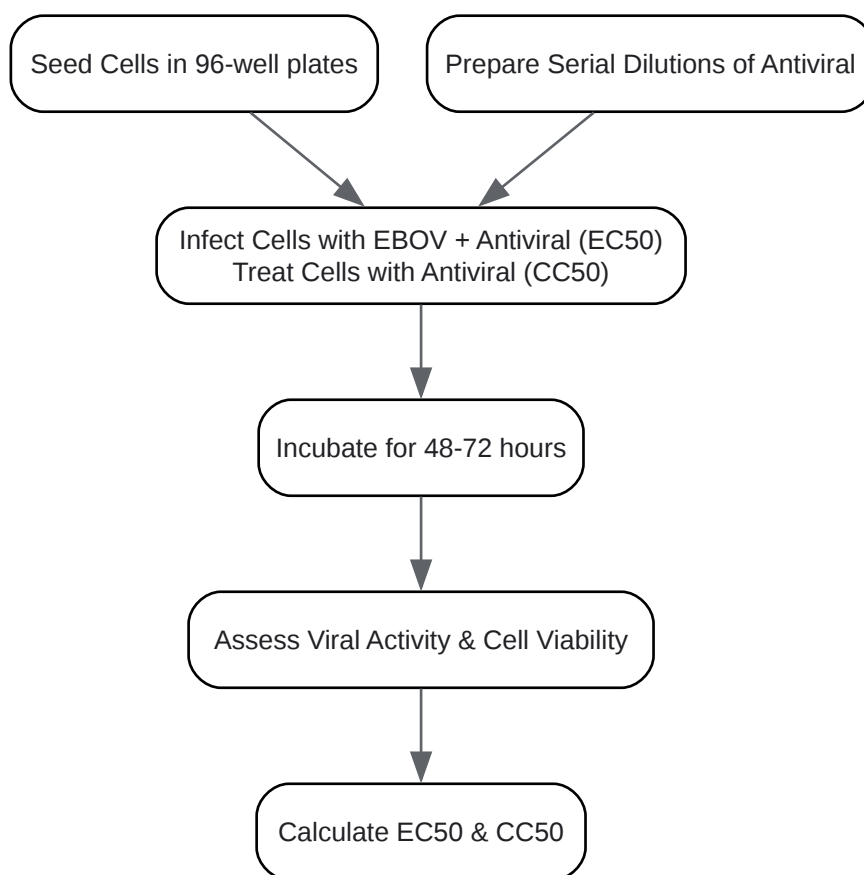 Seed Cells in 96-well plates
Prepare Serial Dilutions of Antiviral
Infect Cells with EBOV + Antiviral (EC50)
Treat Cells with Antiviral (CC50)
Incubate for 48-72 hours
Assess Viral Activity & Cell Viability
Calculate EC50 & CC50